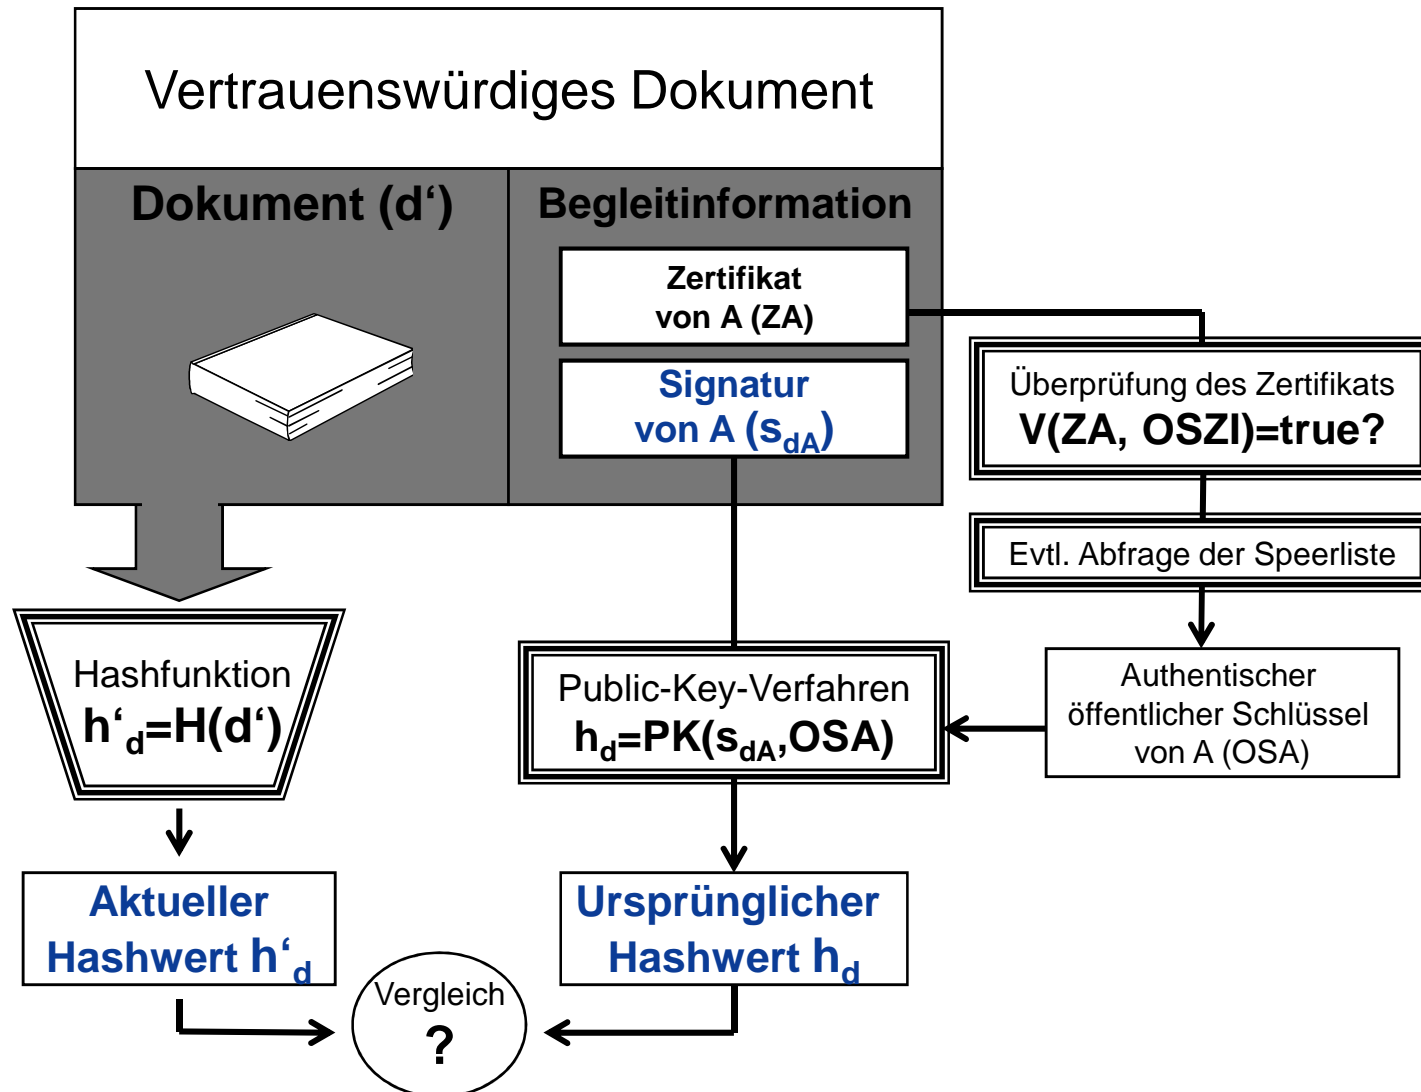 Vertrauenswürdiges Dokument
Dokument (d‘)
Begleitinformation
Zertifikat
von A (ZA)
Signatur
von A (sdA)
Überprüfung des Zertifikats
V(ZA, OSZI)=true?
Evtl. Abfrage der Speerliste
Authentischer
öffentlicher Schlüssel
von A (OSA)
Hashfunktion
h‘d=H(d‘)
Public-Key-Verfahren
hd=PK(sdA,OSA)
Aktueller
Hashwert h‘d
Ursprünglicher
Hashwert hd
Vergleich
?